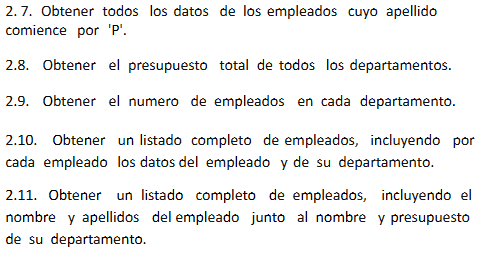 2. 7. Obtener todos los datos de los empleados cuyo apellido
comience por 'P'.
2.8. Obtener el presupuesto total de todos los departamentos.
2.9. Obtener el numero de empleados en cada departamento.
2.10. Obtener un listado completo de empleados, incluyendo por
cada empleado los datos del empleado y de su departamento.
2.11. Obtener un listado completo de empleados, incluyendo el
nombre y apellidos del empleado junto al nombre y presupuesto
de su departamento.